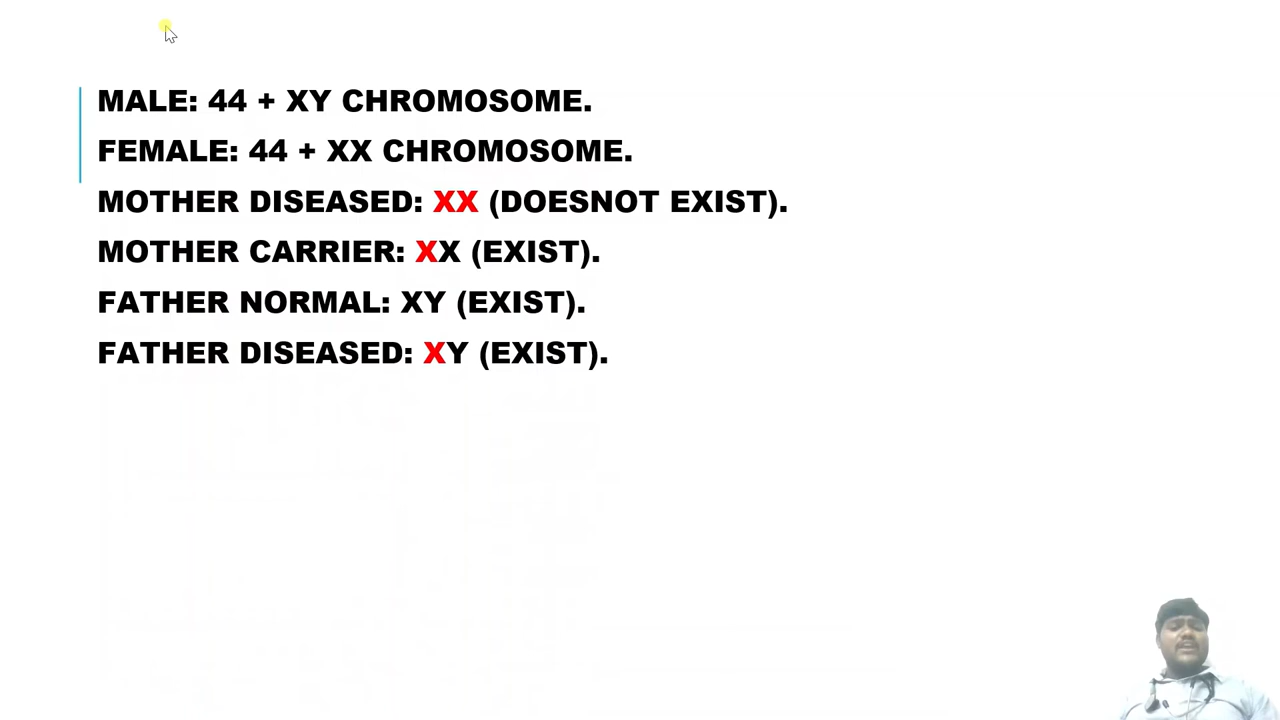 MALE: 44 + XY CHROMOSOME.
FEMALE: 44 + XX CHROMOSOME.
MOTHER DISEASED: XX (DOESNOT EXIST).
MOTHER CARRIER: XX (EXIST).
FATHER NORMAL: XY (EXIST).
FATHER DISEASED: XY (EXIST).